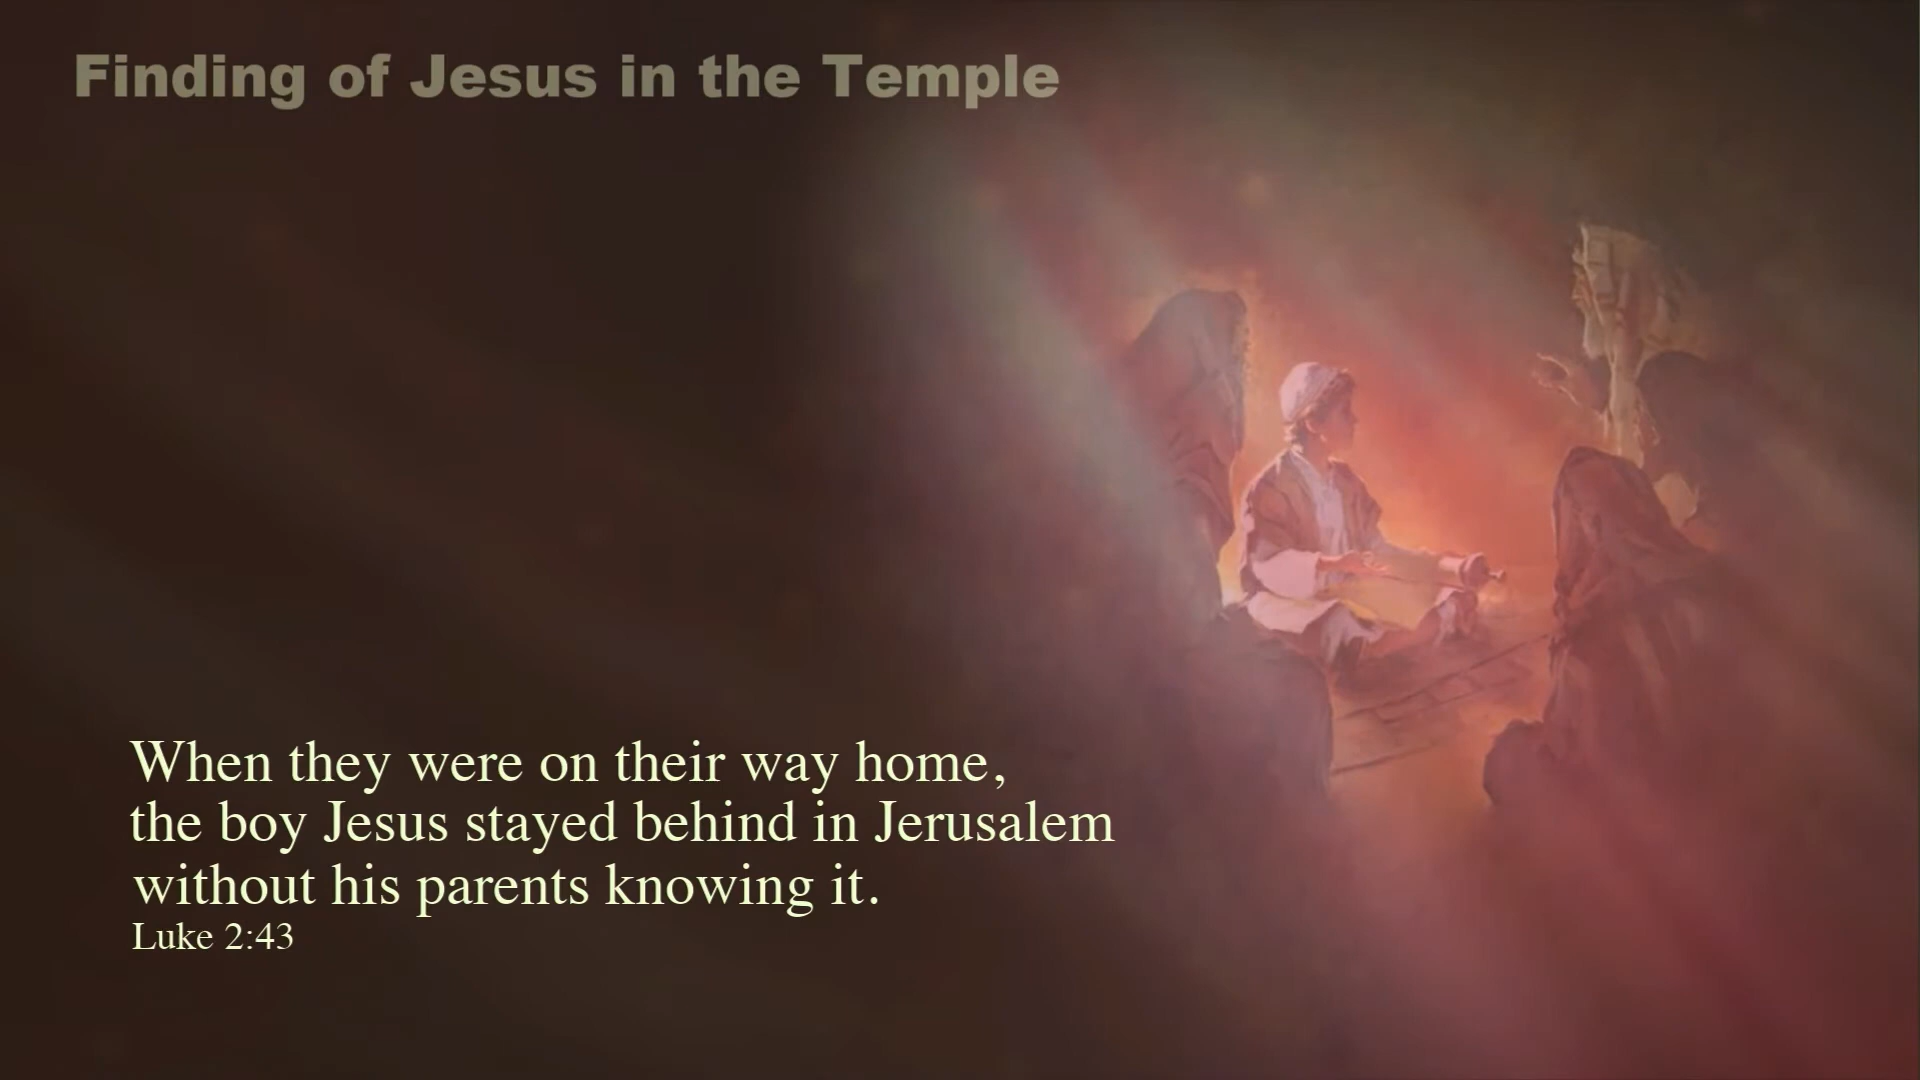 Finding of Jesus in the Temple
When they were on their way home,
the boy Jesus stayed behind in Jerusalem
without his parents knowing it.
Luke 2:43